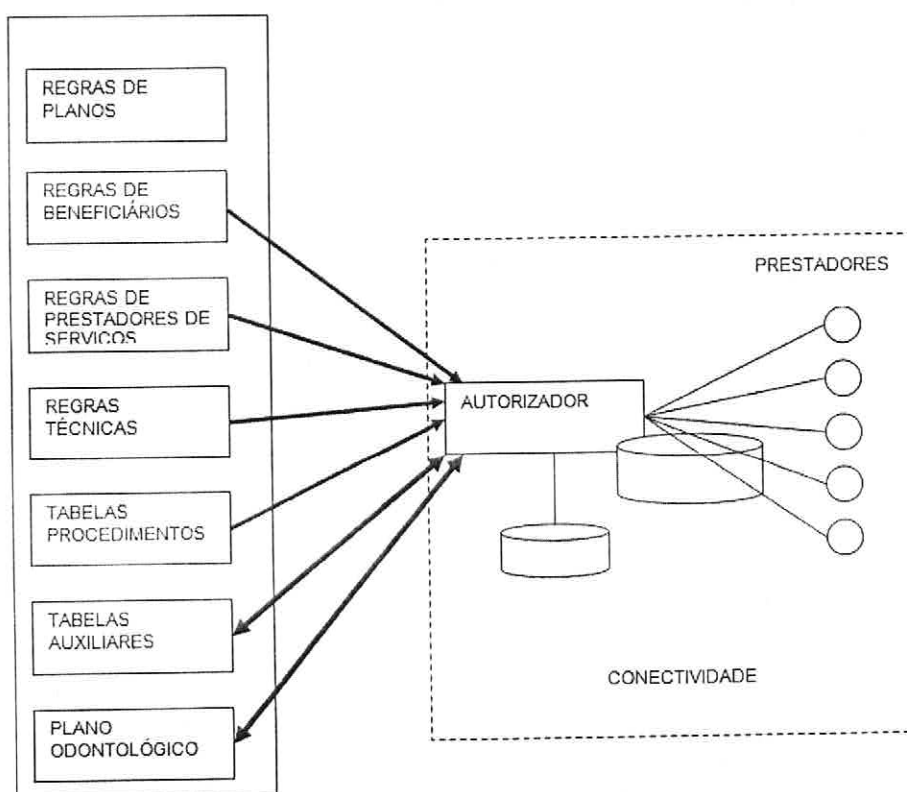 REGRAS DE
PLANOS
REGRAS DE
BENEFICIÁRIOS
REGRAS DE
PRESTADORES DE
SERVIÇOS
REGRAS
TÉCNICAS
TABELAS
PROCEDIMENTOS
TABELAS
AUXILIARES
PLANO
ODONTOLÓGICO
AUTORIZADOR
PRESTADORES
CONECTIVIDADE